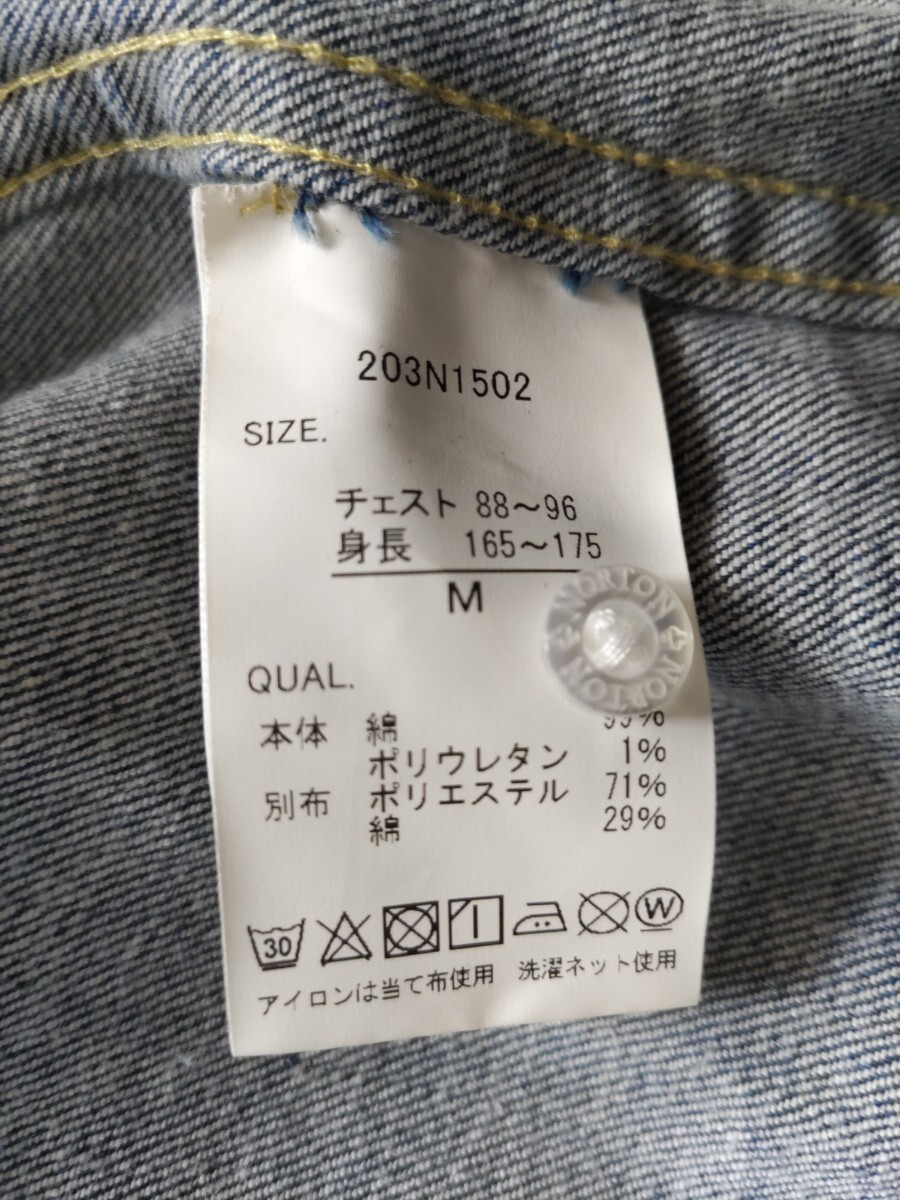 203N1502
SIZE.
チェスト 88～96
身長 165～175
M
NORTON
NORTON
QUAL.
本体 綿 99%
ポリウレタン 1%
別布 ポリエステル 71%
綿 29%
30
W
アイロンは当て布使用 洗濯ネット使用